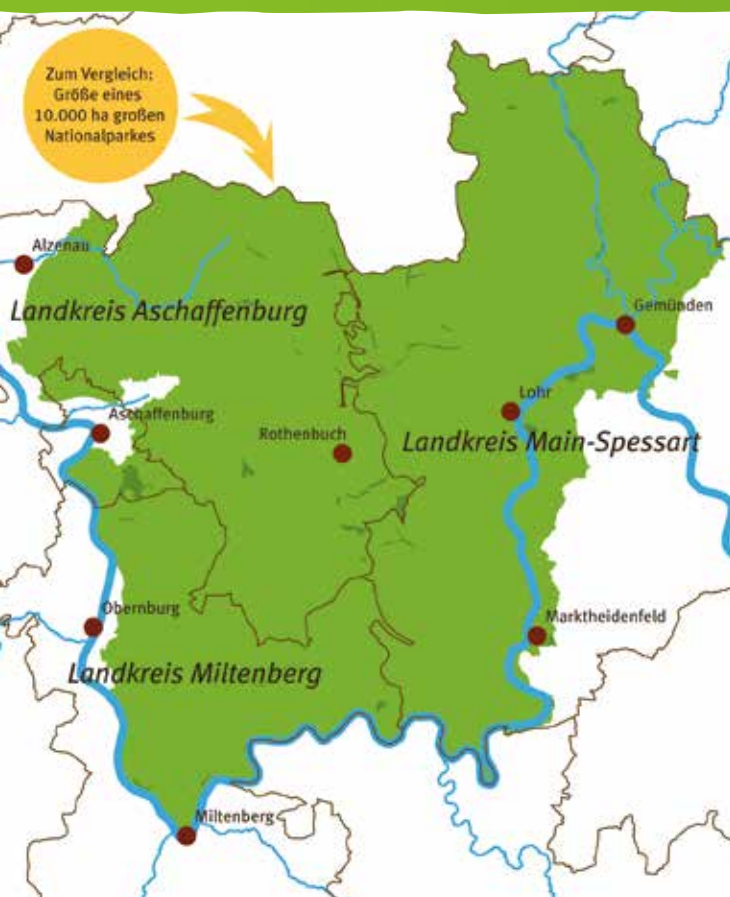 Zum Vergleich:
Größe eines
10.000 ha großen
Nationalparkes
Alzenau
Landkreis Aschaffenburg
Gemünden
Lohr
Aschaffenburg
Rothenbuch
Landkreis Main-Spessart
Obernburg
Marktheidenfeld
Landkreis Miltenberg
Miltenberg